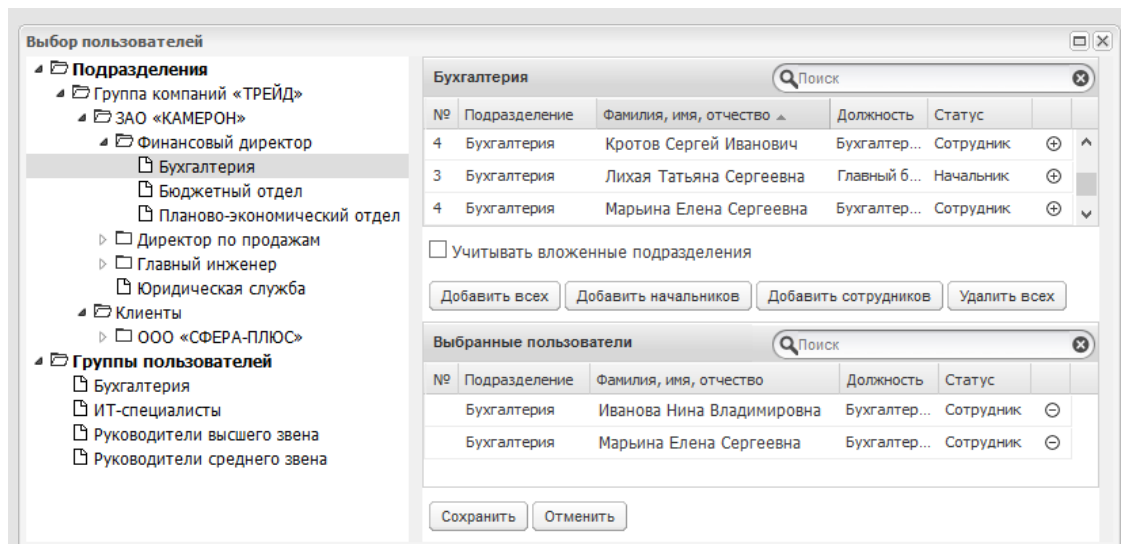 Выбор пользователей
Подразделения
Группа компаний «ТРЕЙД»
ЗАО «КАМЕРОН»
Финансовый директор
Бухгалтерия
Бюджетный отдел
Планово-экономический отдел
Директор по продажам
Главный инженер
Юридическая служба
Клиенты
ООО «СФЕРА-ПЛЮС»
Группы пользователей
Бухгалтерия
ИТ-специалисты
Руководители высшего звена
Руководители среднего звена
Бухгалтерия Поиск
№ Подразделение Фамилия, имя, отчество Должность Статус
4 Бухгалтерия Кротов Сергей Иванович Бухгалтер... Сотрудник
3 Бухгалтерия Лихая Татьяна Сергеевна Главный б... Начальник
4 Бухгалтерия Марьина Елена Сергеевна Бухгалтер... Сотрудник
Учитывать вложенные подразделения
Добавить всех Добавить начальников Добавить сотрудников Удалить всех
Выбранные пользователи Поиск
№ Подразделение Фамилия, имя, отчество Должность Статус
Бухгалтерия Иванова Нина Владимировна Бухгалтер... Сотрудник
Бухгалтерия Марьина Елена Сергеевна Бухгалтер... Сотрудник
Сохранить Отменить